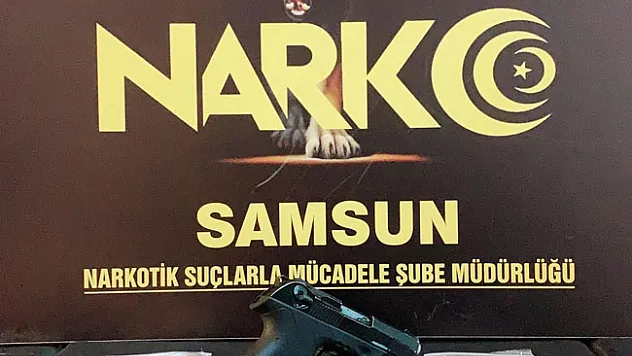 NARKO
SAMSUN
NARKOTİK SUÇLARLA MÜCADELE ŞUBE MÜDÜRLÜĞÜ